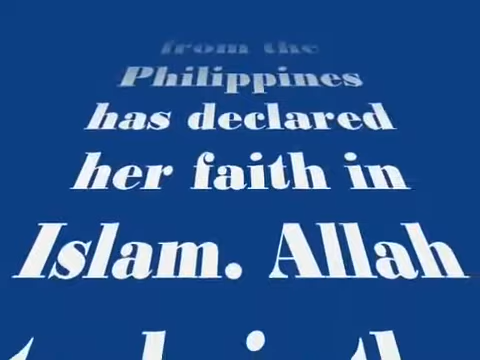 from the
Philippines
has declared
her faith in
Islam. Allah